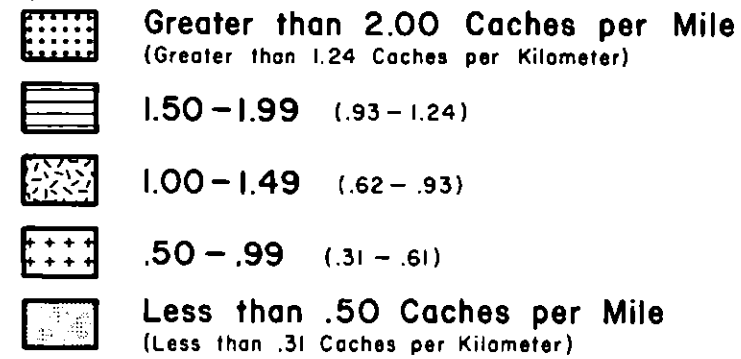 Greater than 2.00 Caches per Mile
(Greater than 1.24 Caches per Kilometer)
1.50 – 1.99 (.93 – 1.24)
1.00 – 1.49 (.62 – .93)
.50 – .99 (.31 – .61)
Less than .50 Caches per Mile
(Less than .31 Caches per Kilometer)